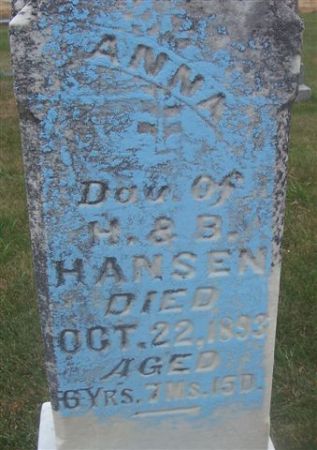 ANNA
Dau. Of
H. & B.
HANSEN
DIED
OCT. 22, 1893
AGED
6 YRS. 7 MS. 15 D.